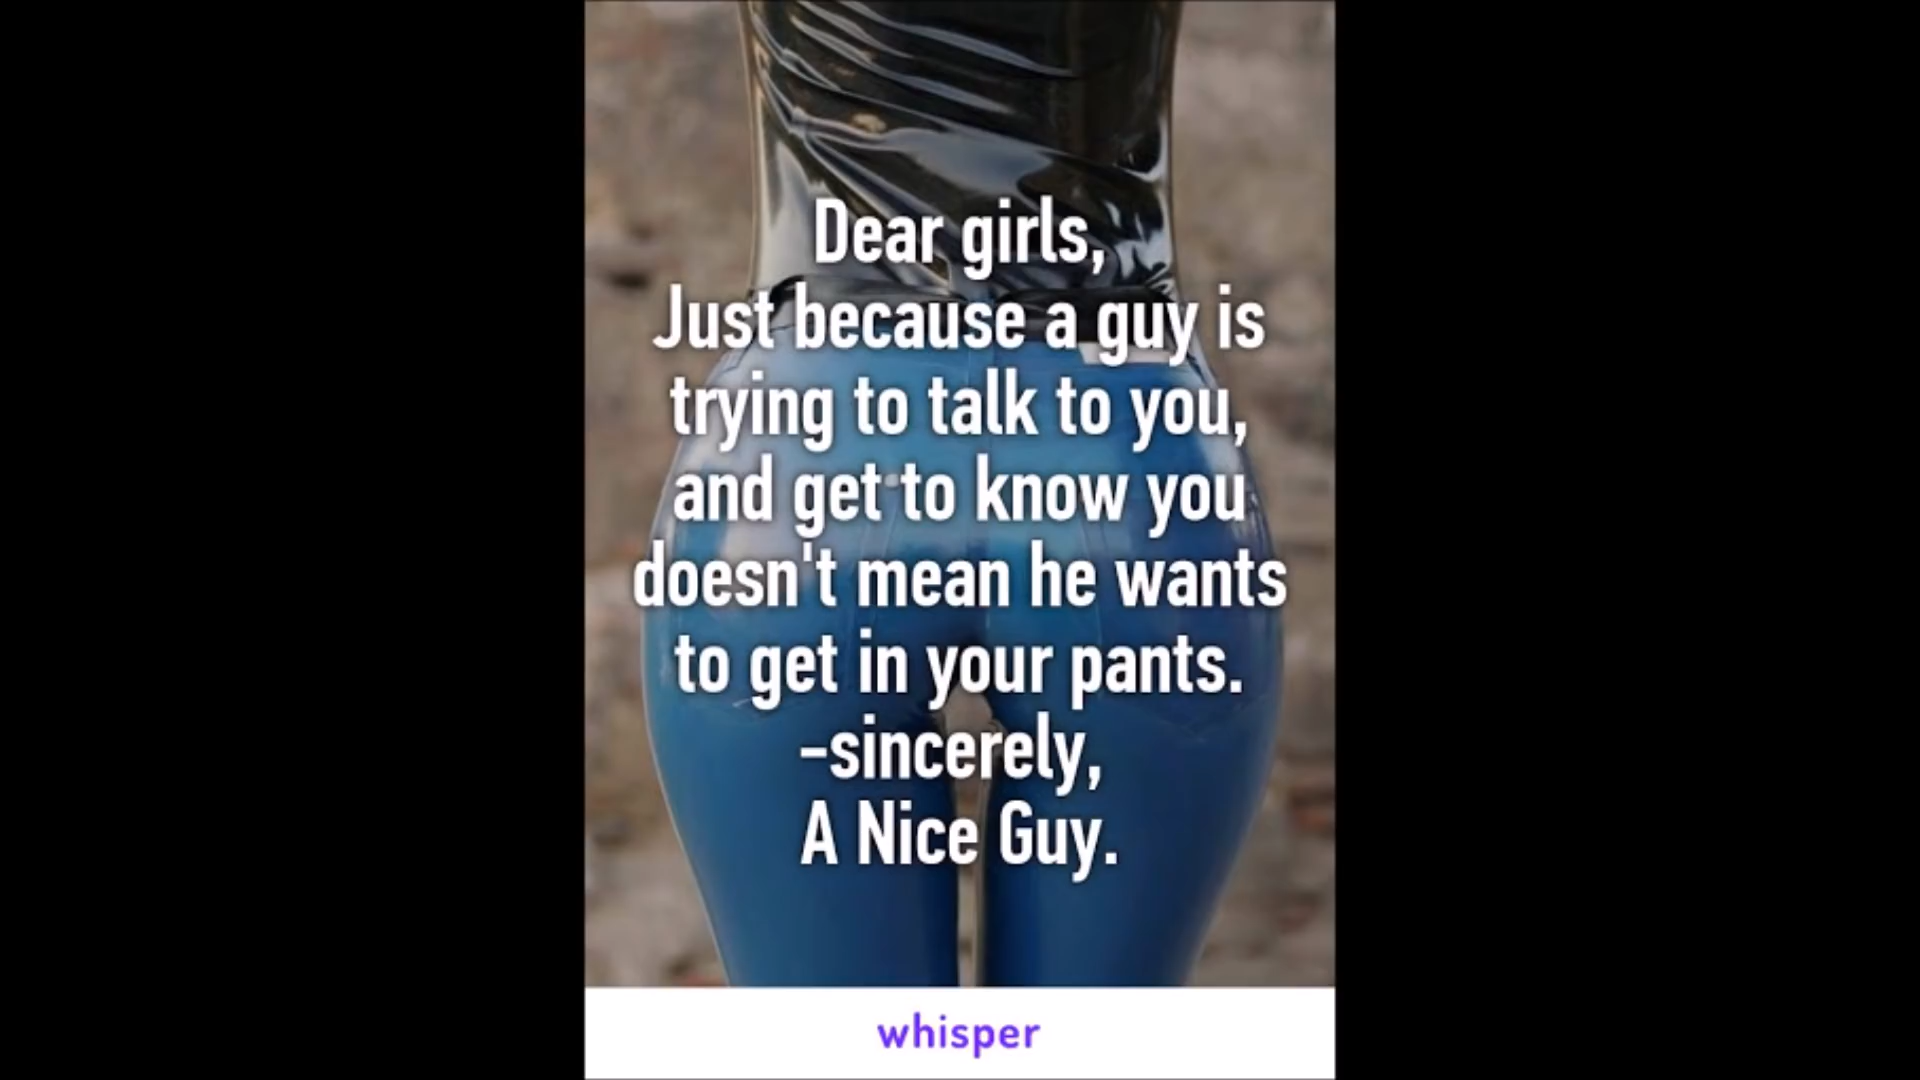 Dear girls,
Just because a guy is
trying to talk to you,
and get to know you
doesn't mean he wants
to get in your pants.
-sincerely,
A Nice Guy.
whisper